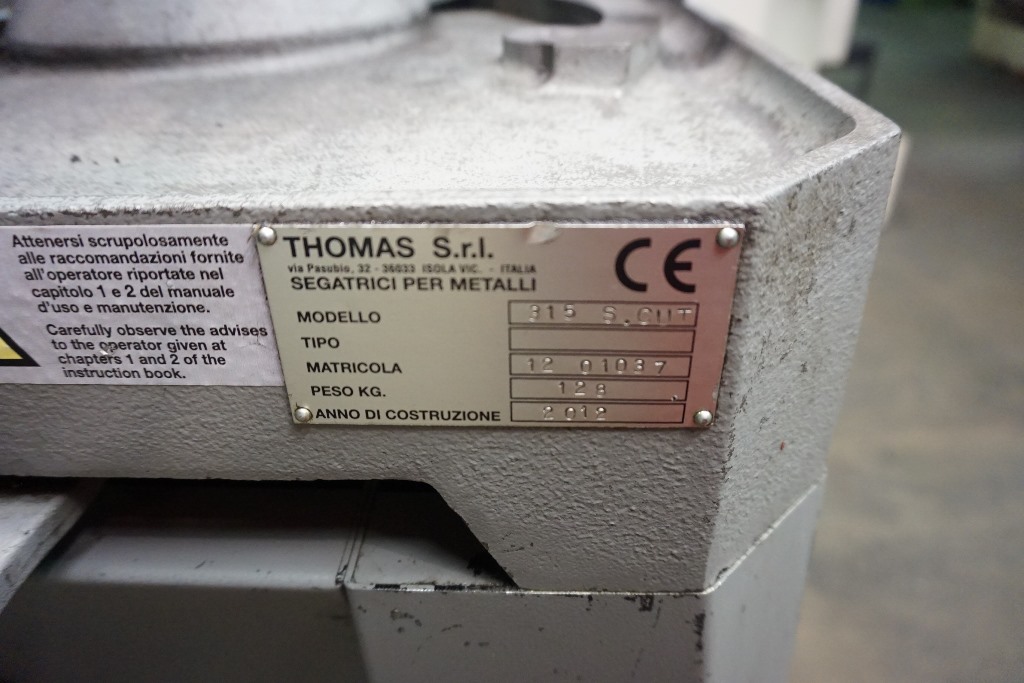 Attenersi scrupolosamente
alle raccomandazioni fornite
all'operatore riportate nel
capitolo 1 e 2 del manuale
d'uso e manutenzione.
Carefully observe the advises
to the operator given at
chapters 1 and 2 of the
instruction book.
THOMAS S.r.l.
CE
via Pasubio, 32 - 36033 ISOLA VIC. - ITALIA
SEGATRICI PER METALLI
MODELLO 315 S.CUT
TIPO
MATRICOLA 12 01037
PESO KG. 128
ANNO DI COSTRUZIONE 2012